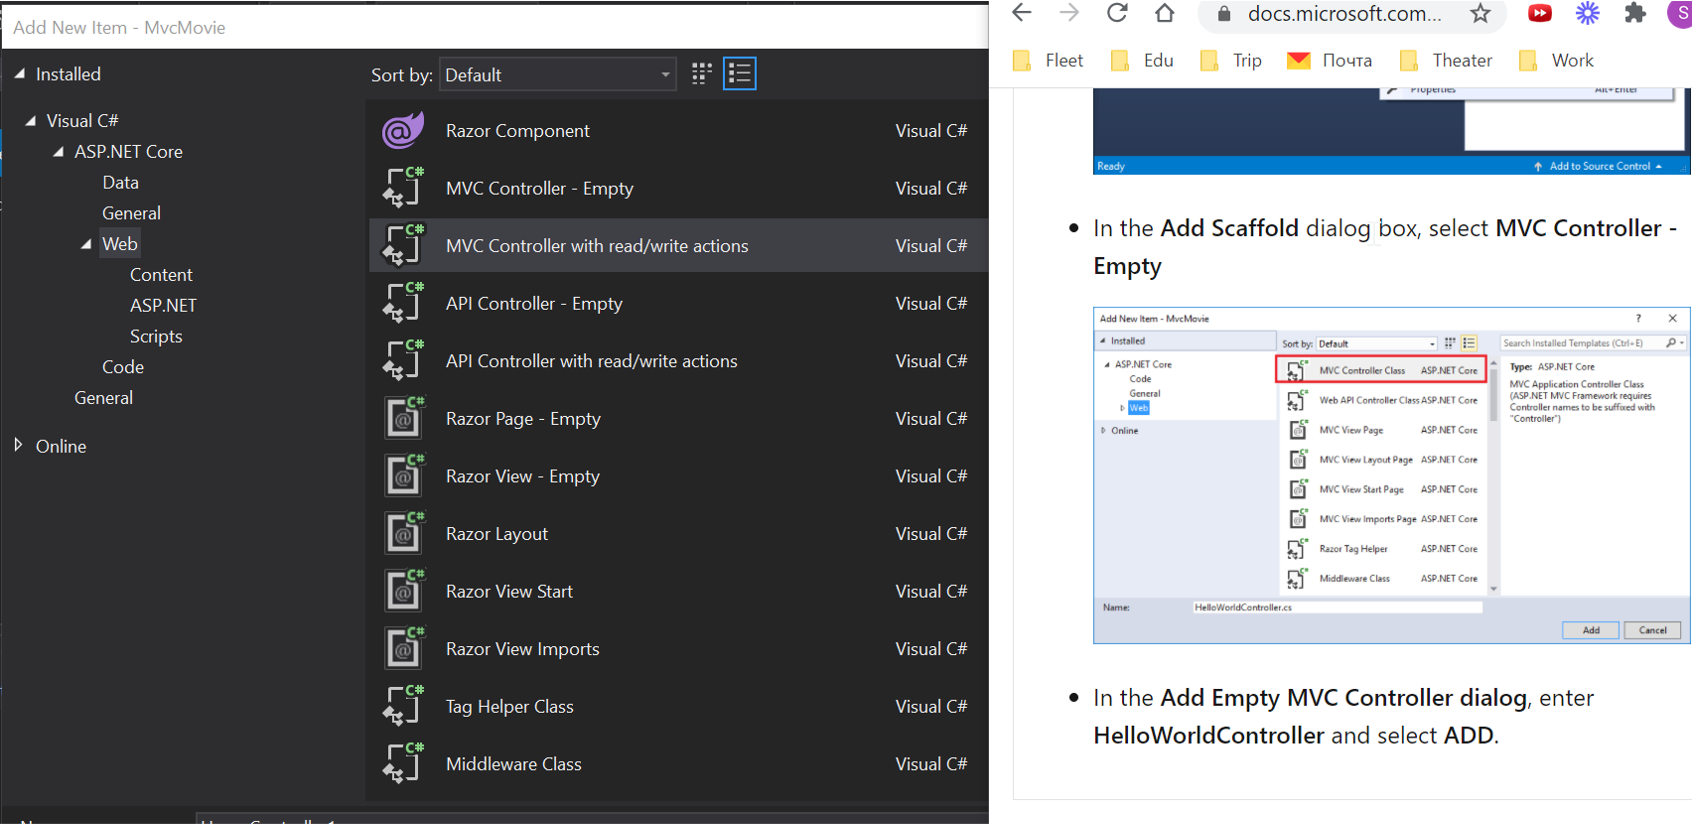 Add New Item - MvcMovie
Installed
Sort by: Default
Visual C#
ASP.NET Core
Data
General
Web
Content
ASP.NET
Scripts
Code
General
Online
Razor Component Visual C#
MVC Controller - Empty Visual C#
MVC Controller with read/write actions Visual C#
API Controller - Empty Visual C#
API Controller with read/write actions Visual C#
Razor Page - Empty Visual C#
Razor View - Empty Visual C#
Razor Layout Visual C#
Razor View Start Visual C#
Razor View Imports Visual C#
Tag Helper Class Visual C#
Middleware Class Visual C#
docs.microsoft.com...
S
Fleet Edu Trip Почта Theater Work
Properties Alt+Enter
Ready Add to Source Control
• In the Add Scaffold dialog box, select MVC Controller -
Empty
Add New Item - MvcMovie ? X
Installed
Sort by: Default
Search Installed Templates (Ctrl+E)
ASP.NET Core
Code
General
Web
Online
MVC Controller Class ASP.NET Core
Web API Controller Class ASP.NET Core
MVC View Page ASP.NET Core
MVC View Layout Page ASP.NET Core
MVC View Start Page ASP.NET Core
MVC View Imports Page ASP.NET Core
Razor Tag Helper ASP.NET Core
Middleware Class ASP.NET Core
Type: ASP.NET Core
MVC Application Controller Class
(ASP.NET MVC Framework requires
Controller names to be suffixed with
"Controller")
Name: HelloWorldController.cs
Add Cancel
• In the Add Empty MVC Controller dialog, enter
HelloWorldController and select ADD.